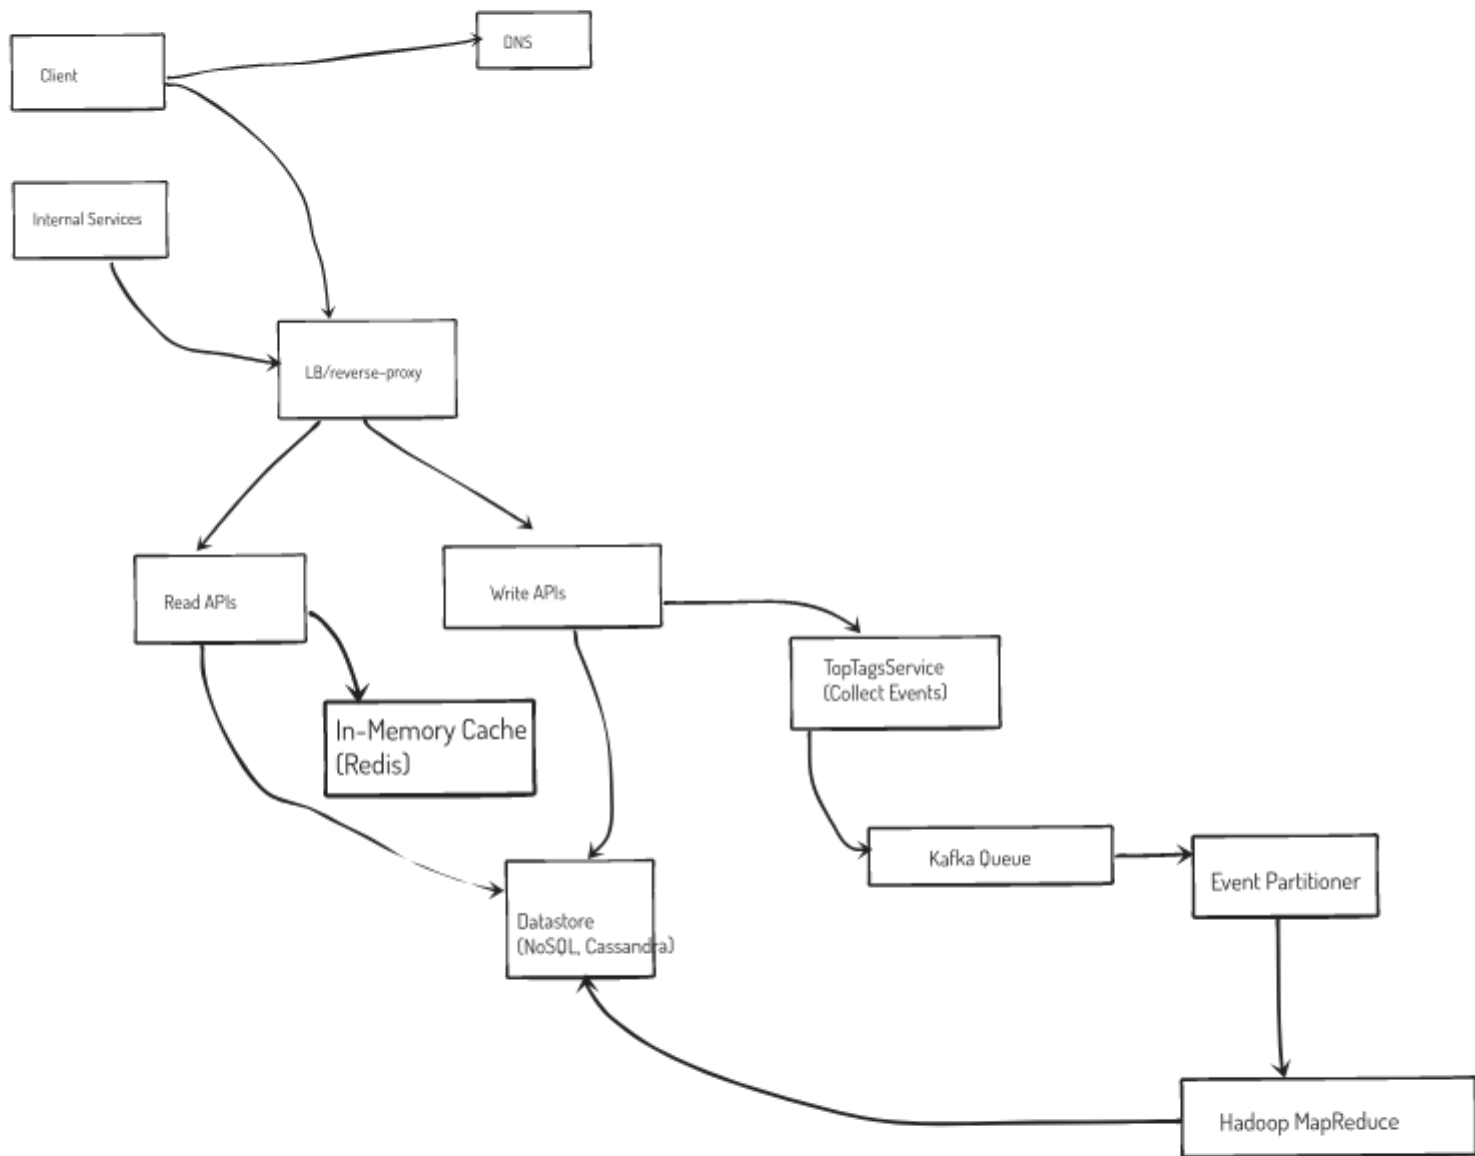 DNS
Client
Internal Services
LB/reverse-proxy
Read APIs
Write APIs
TopTagsService
(Collect Events)
In-Memory Cache
(Redis)
Kafka Queue
Event Partitioner
Datastore
(NoSQL, Cassandra)
Hadoop MapReduce